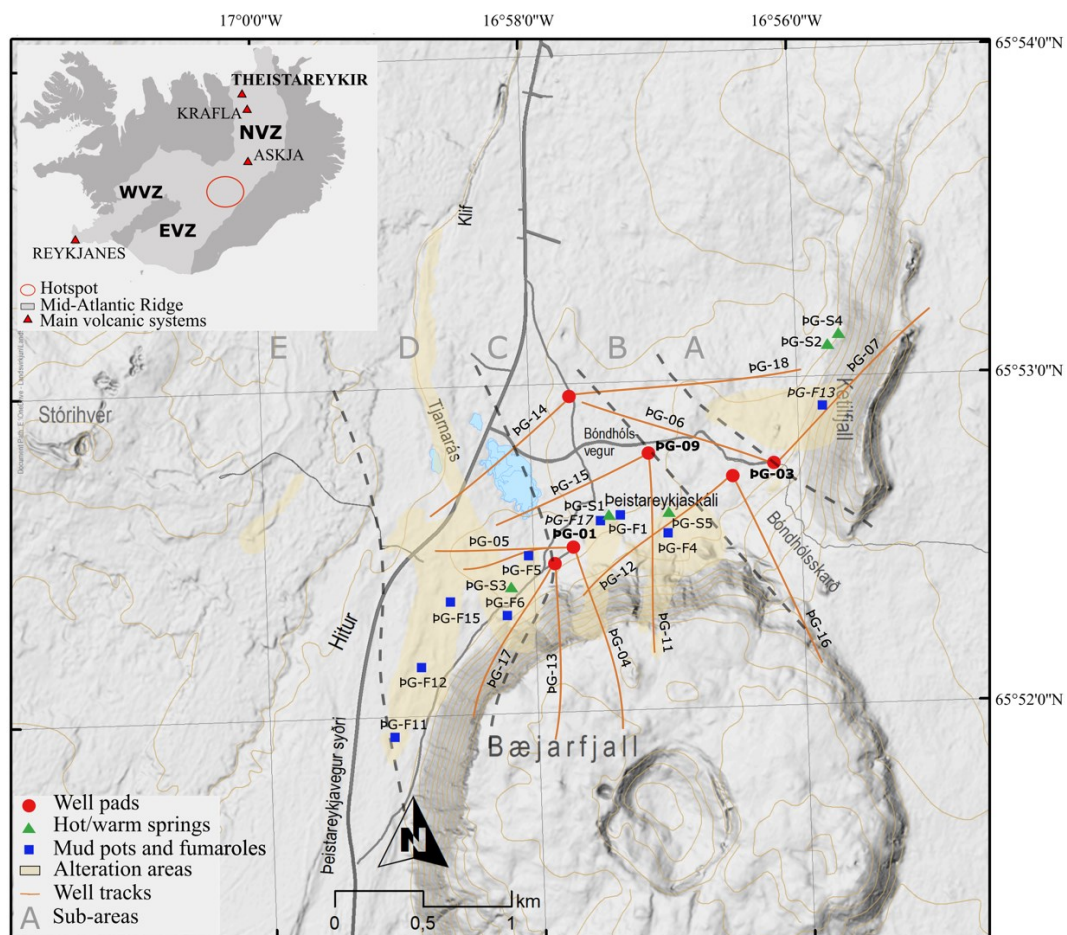 17°0'0"W
16°58'0"W
16°56'0"W
65°54'0"N
THEISTAREYKIR
KRAFLA
NVZ
ASKJA
WVZ
EVZ
REYKJANES
Hotspot
Mid-Atlantic Ridge
Main volcanic systems
Klif
E
D
C
B
A
ÞG-S4
ÞG-S2
ÞG-07
65°53'0"N
ÞG-18
ÞG-F13
Ketilfjall
Stórihver
Tjarnarás
ÞG-14
ÞG-06
Bóndhóls
vegur
ÞG-09
ÞG-03
ÞG-15
ÞG-S1
Þeistareykjaskáli
ÞG-F17
ÞG-F1
ÞG-S5
ÞG-01
ÞG-F4
Bóndhólsskarð
ÞG-05
ÞG-F5
ÞG-12
ÞG-S3
ÞG-F6
ÞG-F15
Hitur
ÞG-11
ÞG-16
ÞG-04
ÞG-17
ÞG-13
ÞG-F12
65°52'0"N
ÞG-F11
Bæjarfjall
Þeistareykjavegur syðri
Well pads
Hot/warm springs
Mud pots and fumaroles
Alteration areas
Well tracks
A Sub-areas
N
km
0 0,5 1